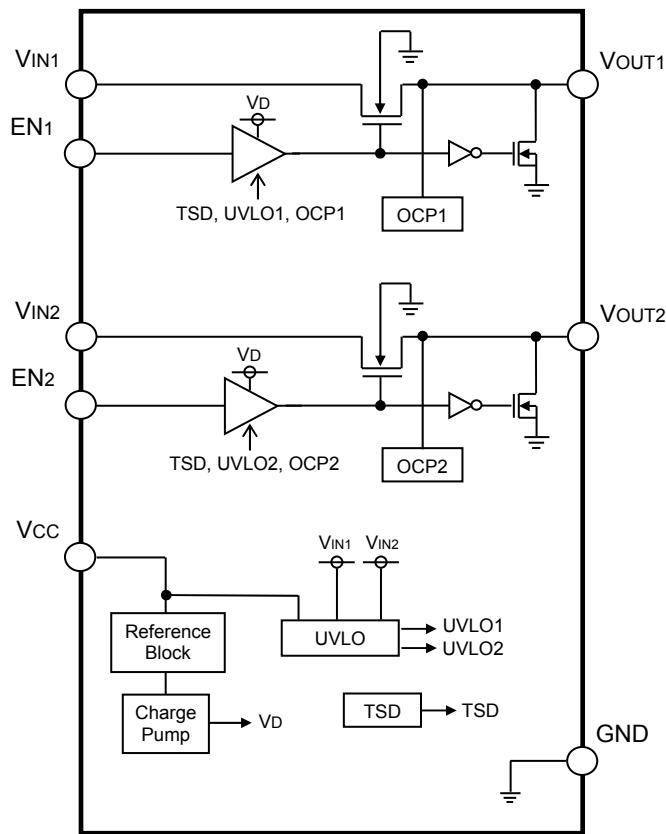 VIN1
VOUT1
EN1
VD
TSD, UVLO1, OCP1
OCP1
VIN2
VOUT2
EN2
VD
TSD, UVLO2, OCP2
OCP2
VCC
VIN1
VIN2
Reference
Block
UVLO
UVLO1
UVLO2
Charge
Pump
VD
TSD
TSD
GND